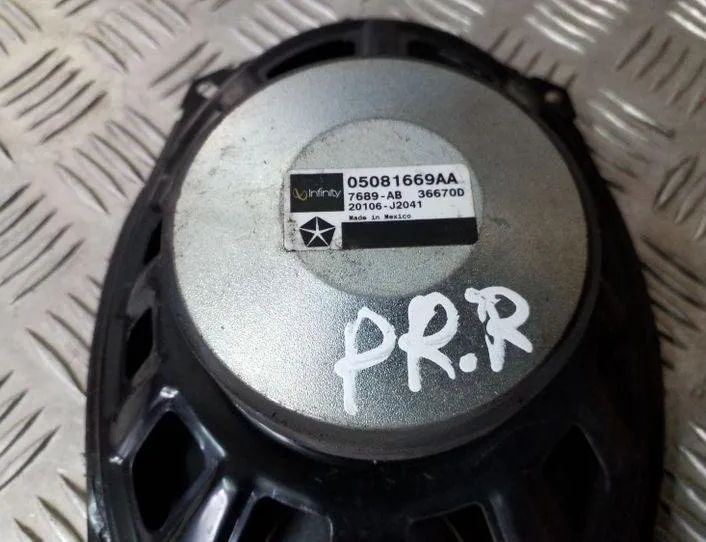 Infinity
05081669AA
7689-AB 36670D
20106-J2041
Made in Mexico
PR.R